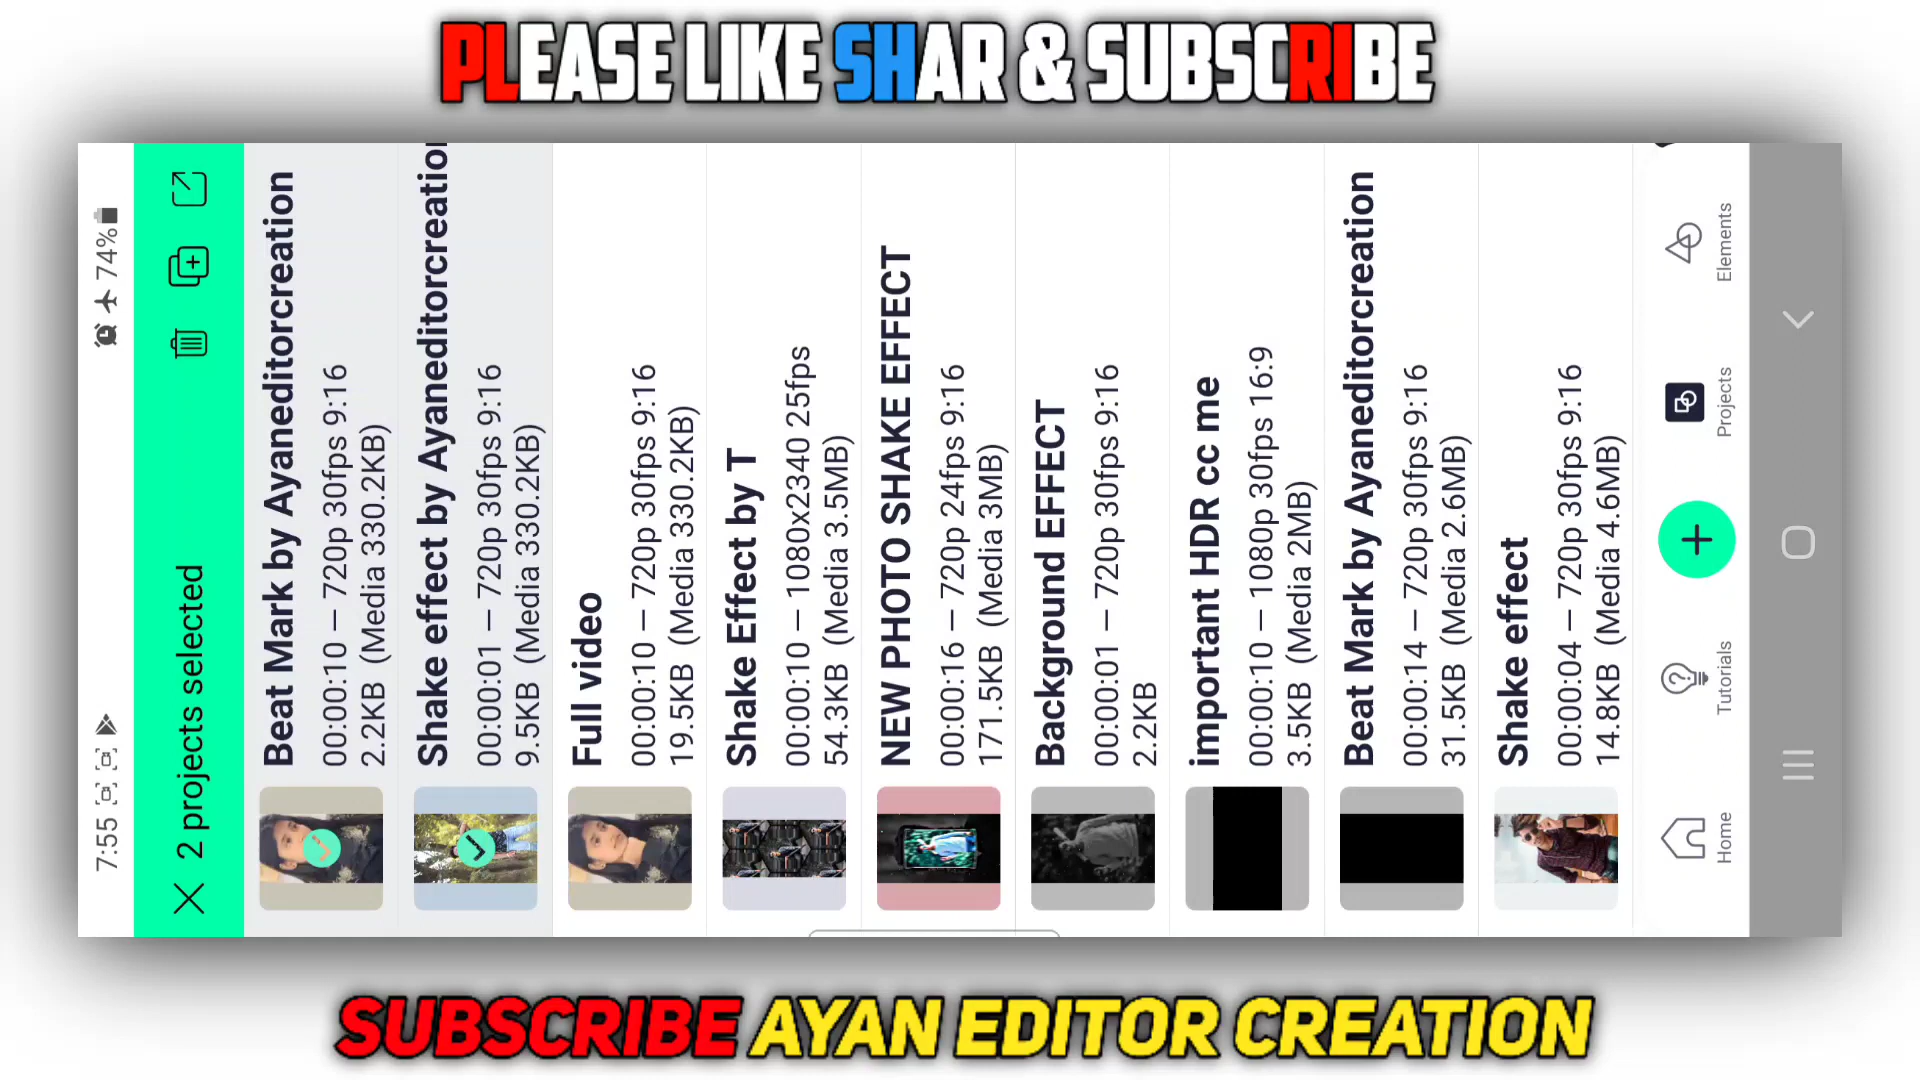 PLEASE LIKE SHAR & SUBSCRIBE
7:55
74%
2 projects selected
Beat Mark by Ayaneditorcreation
00:00:10 – 720p 30fps 9:16
2.2KB (Media 330.2KB)
Shake effect by Ayaneditorcreation
00:00:01 – 720p 30fps 9:16
9.5KB (Media 330.2KB)
Full video
00:00:10 – 720p 30fps 9:16
19.5KB (Media 330.2KB)
Shake Effect by T
00:00:10 – 1080x2340 25fps
54.3KB (Media 3.5MB)
NEW PHOTO SHAKE EFFECT
00:00:16 – 720p 24fps 9:16
171.5KB (Media 3MB)
Background EFFECT
00:00:01 – 720p 30fps 9:16
2.2KB
important HDR cc me
00:00:10 – 1080p 30fps 16:9
3.5KB (Media 2MB)
Beat Mark by Ayaneditorcreation
00:00:14 – 720p 30fps 9:16
31.5KB (Media 2.6MB)
Shake effect
00:00:04 – 720p 30fps 9:16
14.8KB (Media 4.6MB)
Home
Tutorials
Projects
Elements
SUBSCRIBE AYAN EDITOR CREATION